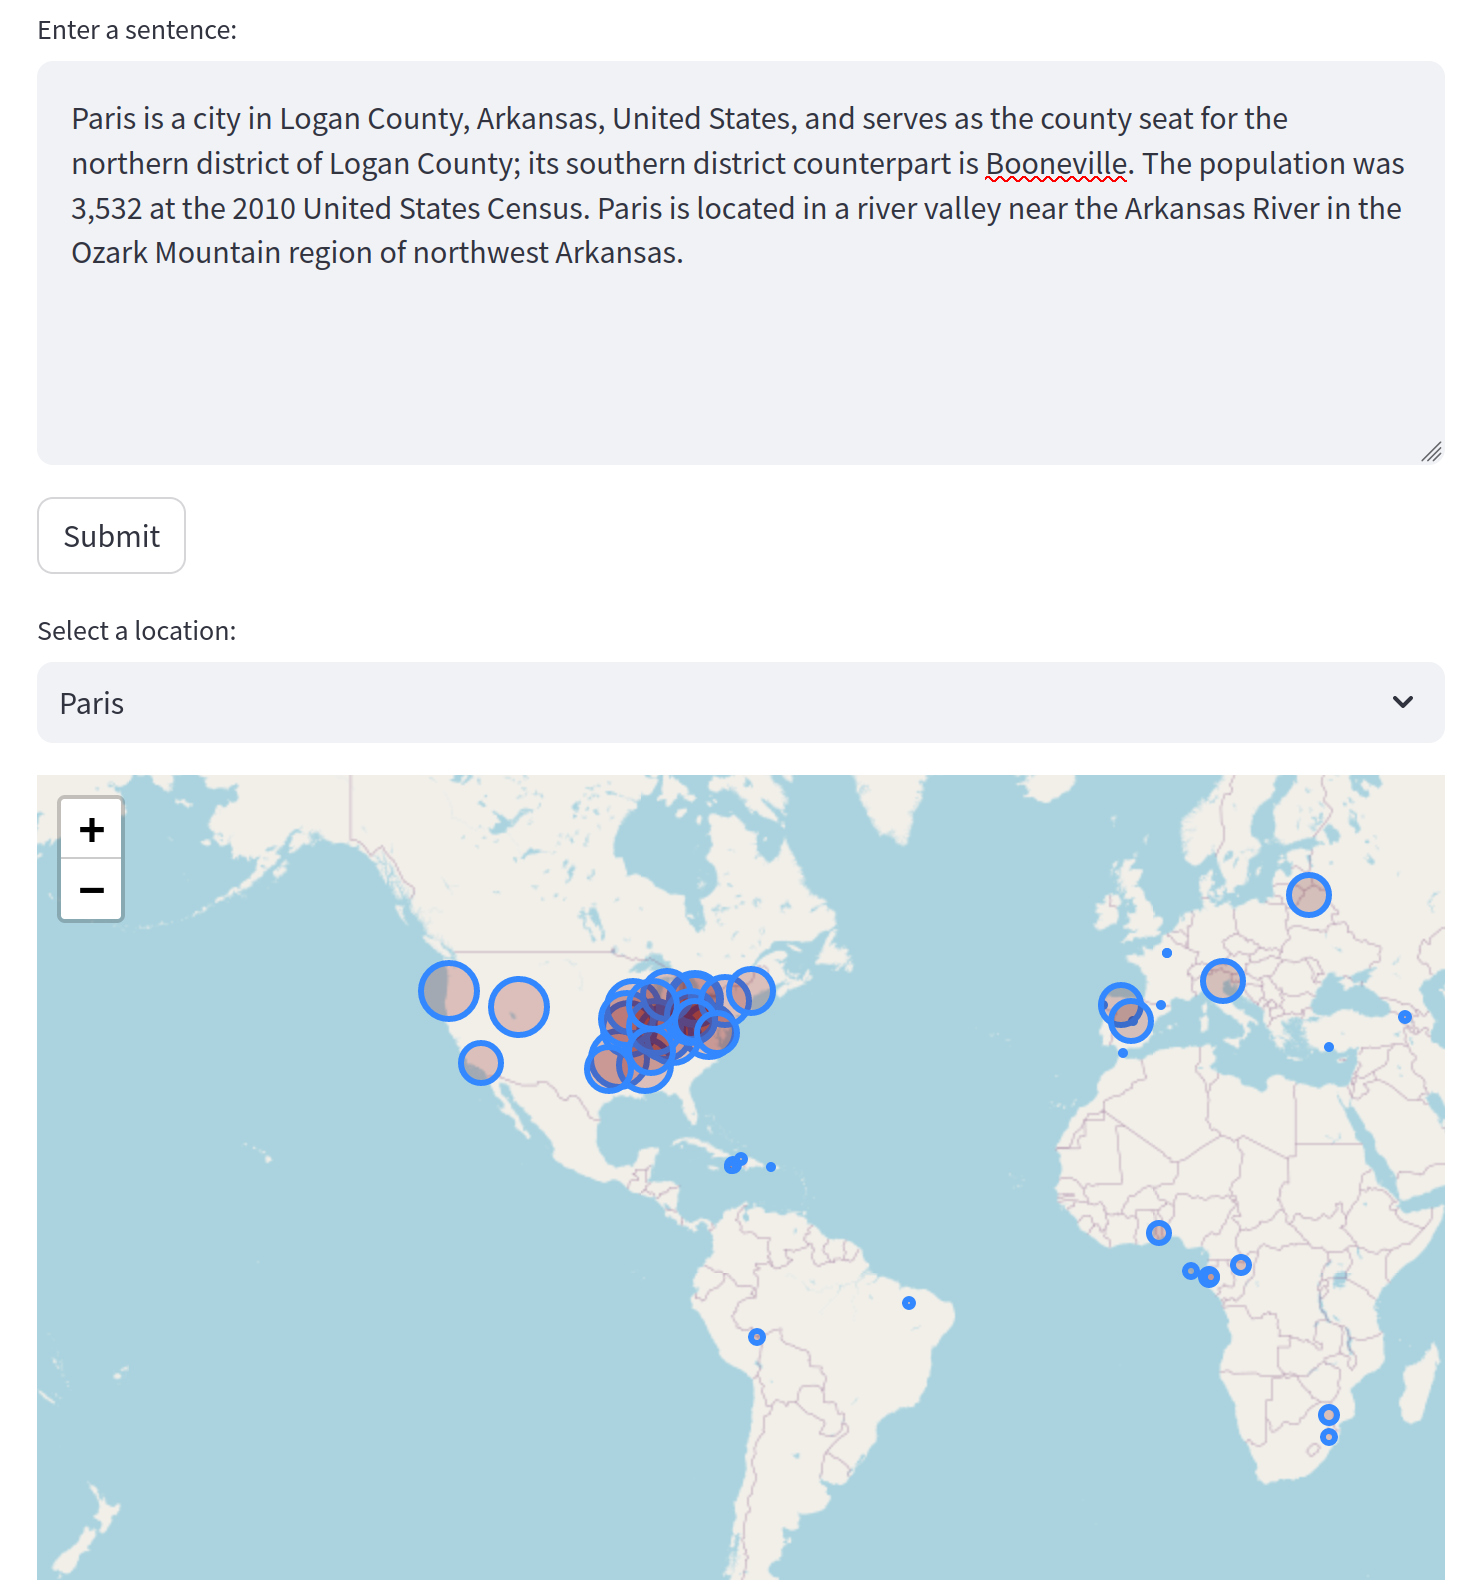 Enter a sentence:
Paris is a city in Logan County, Arkansas, United States, and serves as the county seat for the
northern district of Logan County; its southern district counterpart is Booneville. The population was
3,532 at the 2010 United States Census. Paris is located in a river valley near the Arkansas River in the
Ozark Mountain region of northwest Arkansas.
Submit
Select a location:
Paris
+
−